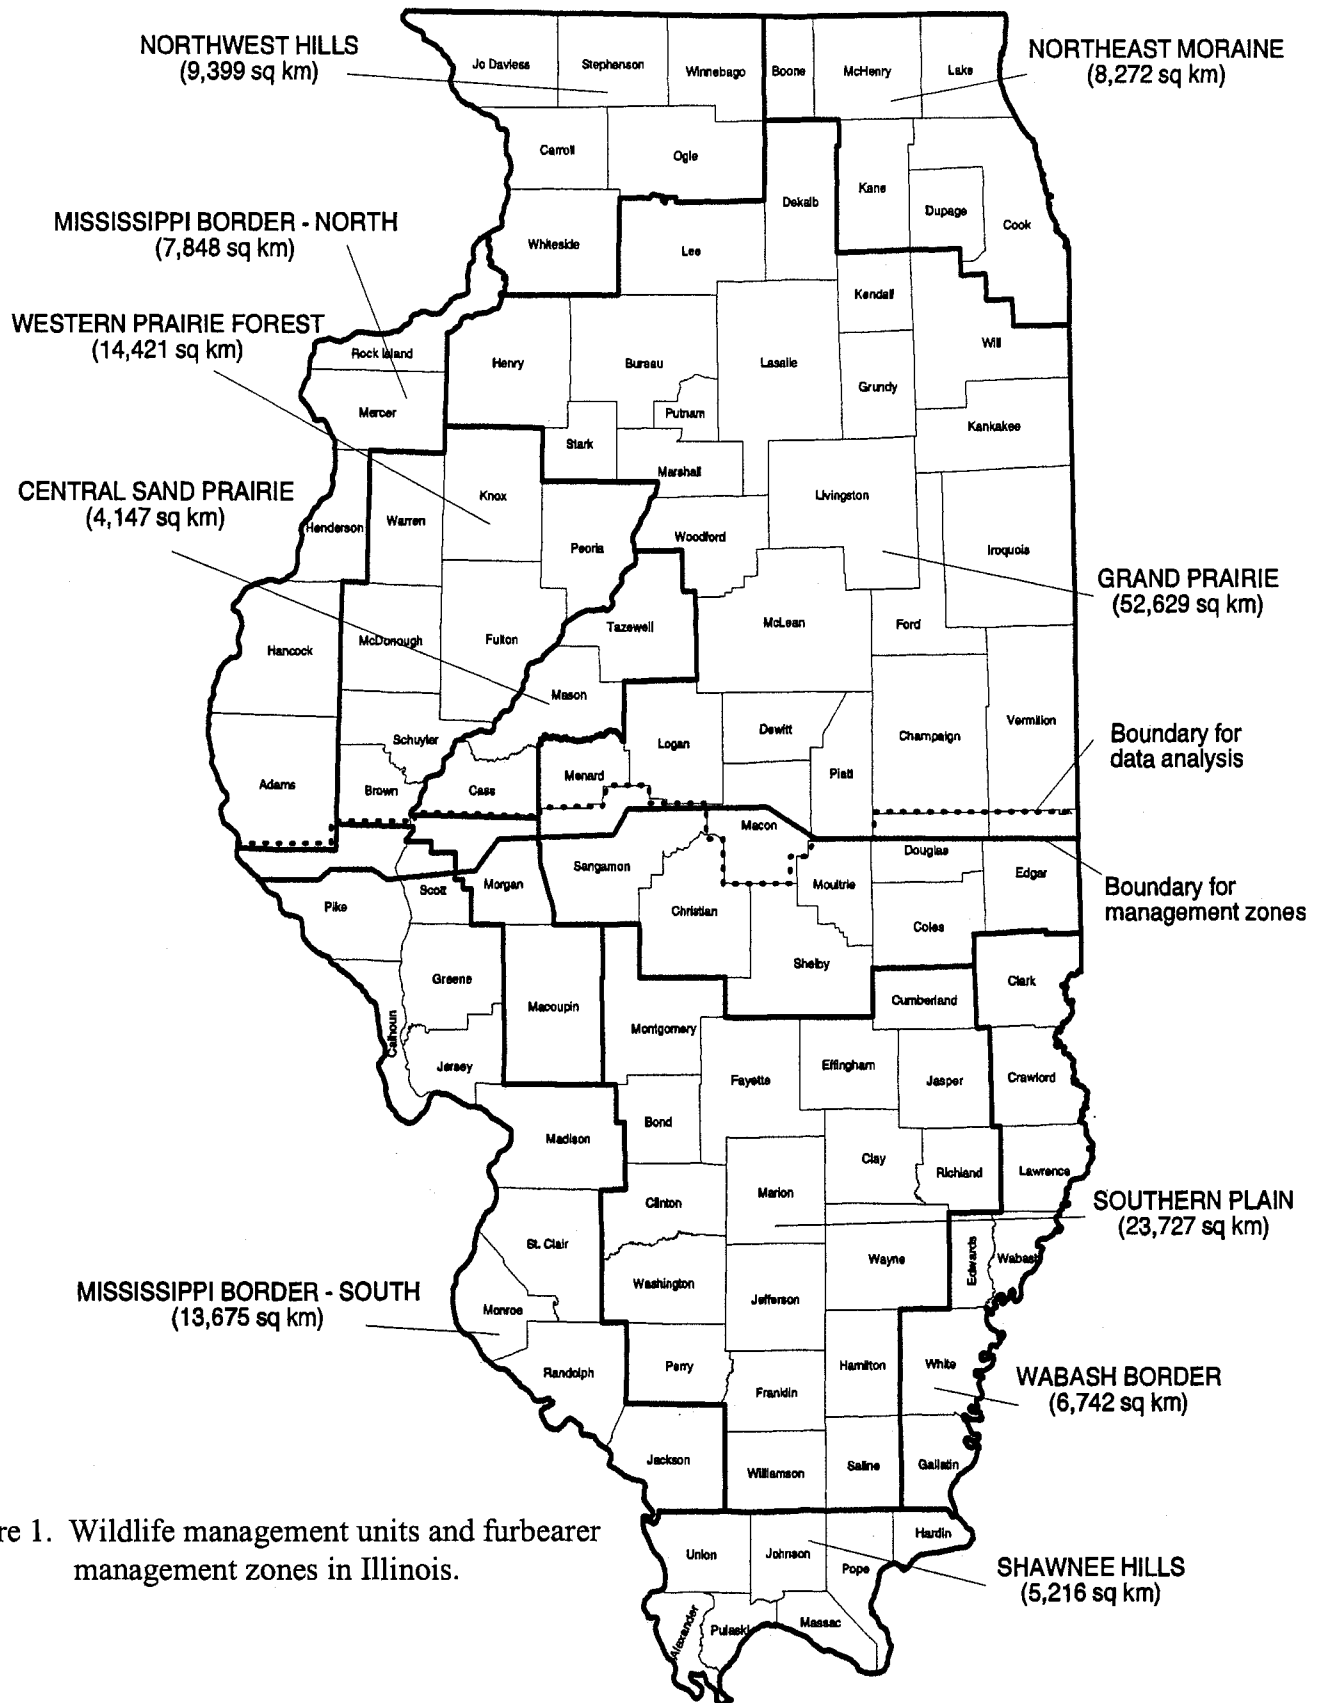 NORTHWEST HILLS
(9,399 sq km)
NORTHEAST MORAINE
(8,272 sq km)
Jo Daviess
Stephenson
Winnebago
Boone
McHenry
Lake
Carroll
Ogle
Dekalb
Kane
Dupage
Cook
MISSISSIPPI BORDER - NORTH
(7,848 sq km)
Whiteside
Lee
Kendall
WESTERN PRAIRIE FOREST
(14,421 sq km)
Rock Island
Henry
Bureau
Lasalle
Will
Grundy
Mercer
Putnam
Kankakee
Stark
Marshall
CENTRAL SAND PRAIRIE
(4,147 sq km)
Knox
Livingston
Henderson
Warren
Peoria
Woodford
Iroquois
GRAND PRAIRIE
(52,629 sq km)
Hancock
McDonough
Fulton
Tazewell
McLean
Ford
Mason
Schuyler
Logan
Dewitt
Champaign
Vermilion
Boundary for
data analysis
Adams
Brown
Cass
Menard
Piatt
Macon
Sangamon
Douglas
Edgar
Boundary for
management zones
Pike
Scott
Morgan
Christian
Moultrie
Coles
Shelby
Greene
Macoupin
Cumberland
Clark
Calhoun
Montgomery
Jersey
Fayette
Effingham
Jasper
Crawford
Madison
Bond
Clay
Richland
Lawrence
Clinton
Marion
SOUTHERN PLAIN
(23,727 sq km)
St. Clair
Washington
Wayne
Edwards
Wabash
MISSISSIPPI BORDER - SOUTH
(13,675 sq km)
Monroe
Jefferson
Randolph
Perry
Franklin
Hamilton
White
WABASH BORDER
(6,742 sq km)
Jackson
Williamson
Saline
Gallatin
re 1. Wildlife management units and furbearer
management zones in Illinois.
Union
Johnson
Pope
Hardin
SHAWNEE HILLS
(5,216 sq km)
Alexander
Pulaski
Massac